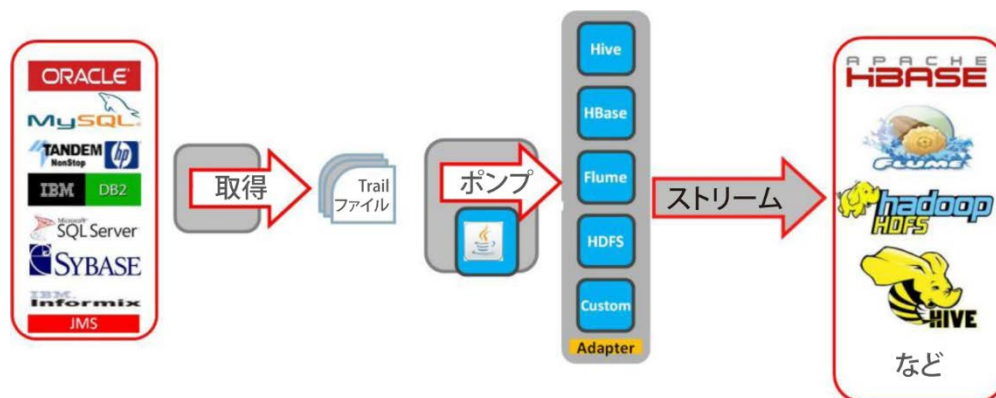 ORACLE
MySQL
TANDEM
NonStop
hp
IBM DB2
Microsoft
SQL Server
SYBASE
IBM
Informix
JMS
取得
Trail
ファイル
ポンプ
Hive
HBase
Flume
HDFS
Custom
Adapter
ストリーム
APACHE
HBASE
FLUME
hadoop
HDFS
HIVE
など